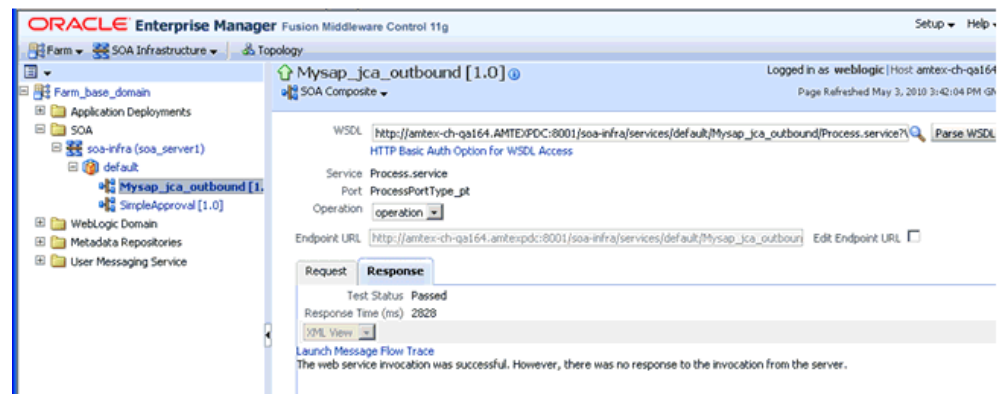 ORACLE Enterprise Manager Fusion Middleware Control 11g
Setup Help
Farm SOA Infrastructure Topology
Mysap_jca_outbound [1.0]
Logged in as weblogic|Host amtex-ch-qa164
SOA Composite
Page Refreshed May 3, 2010 3:42:04 PM GM
Farm_base_domain
Application Deployments
SOA
soa-infra (soa_server1)
default
Mysap_jca_outbound [1.
SimpleApproval [1.0]
WebLogic Domain
Metadata Repositories
User Messaging Service
WSDL http://amtex-ch-qa164.AMTEXPDC:8001/soa-infra/services/default/Mysap_jca_outbound/Process.service?V Parse WSDL
HTTP Basic Auth Option for WSDL Access
Service Process.service
Port ProcessPortType_pt
Operation operation
Endpoint URL http://amtex-ch-qa164.amtexpdc:8001/soa-infra/services/default/Mysap_jca_outboun Edit Endpoint URL
Request Response
Test Status Passed
Response Time (ms) 2828
XML View
Launch Message Flow Trace
The web service invocation was successful. However, there was no response to the invocation from the server.